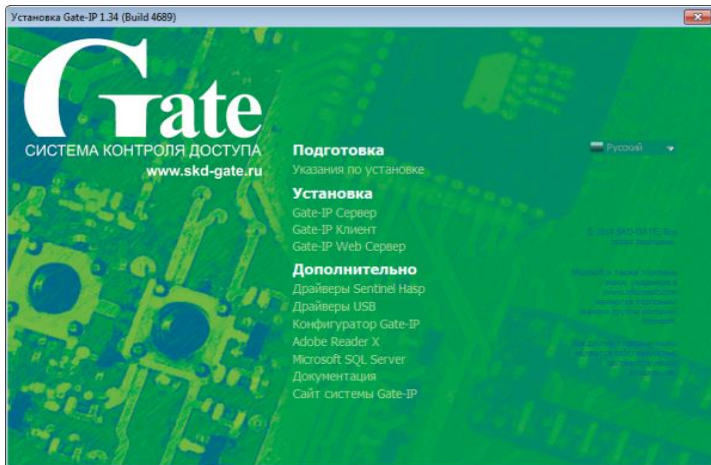 Установка Gate-IP 1.34 (Build 4689)
Gate
СИСТЕМА КОНТРОЛЯ ДОСТУПА
www.skd-gate.ru
Подготовка
Указания по установке
Установка
Gate-IP Сервер
Gate-IP Клиент
Gate-IP Web Сервер
Дополнительно
Драйверы Sentinel Hasp
Драйверы USB
Конфигуратор Gate-IP
Adobe Reader X
Microsoft SQL Server
Документация
Сайт системы Gate-IP
Русский